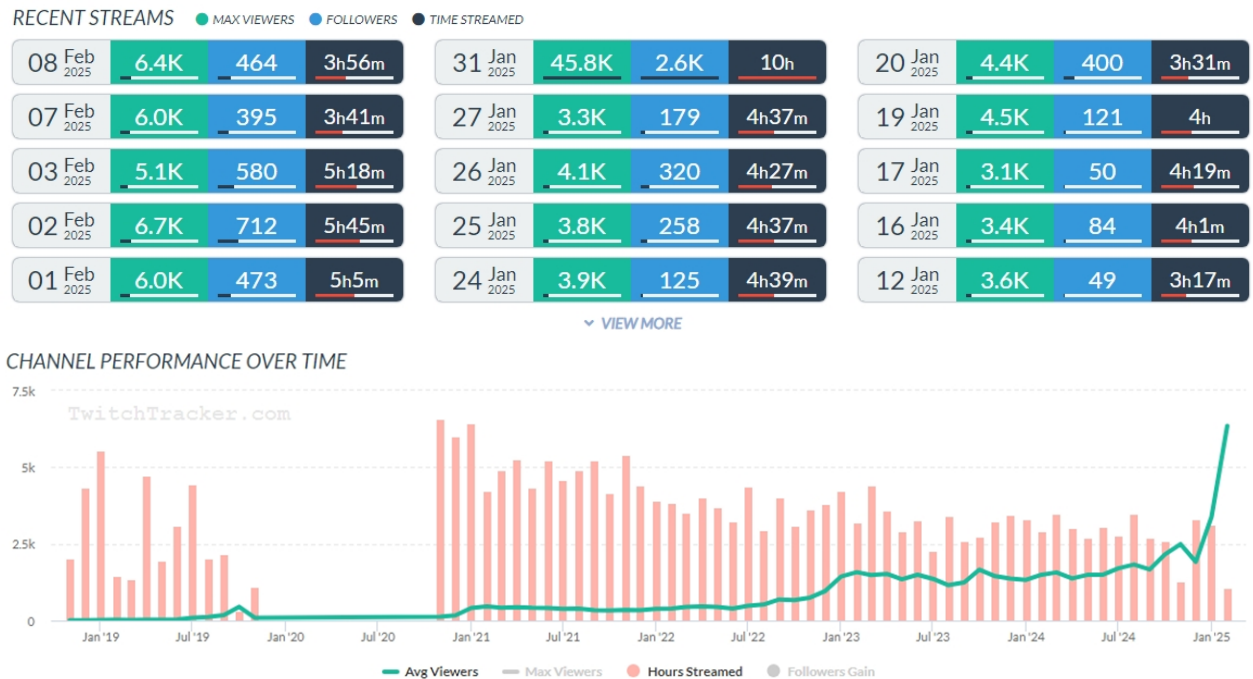 RECENT STREAMS MAX VIEWERS FOLLOWERS TIME STREAMED
08 Feb 2025 6.4K 464 3h56m
07 Feb 2025 6.0K 395 3h41m
03 Feb 2025 5.1K 580 5h18m
02 Feb 2025 6.7K 712 5h45m
01 Feb 2025 6.0K 473 5h5m
31 Jan 2025 45.8K 2.6K 10h
27 Jan 2025 3.3K 179 4h37m
26 Jan 2025 4.1K 320 4h27m
25 Jan 2025 3.8K 258 4h37m
24 Jan 2025 3.9K 125 4h39m
20 Jan 2025 4.4K 400 3h31m
19 Jan 2025 4.5K 121 4h
17 Jan 2025 3.1K 50 4h19m
16 Jan 2025 3.4K 84 4h1m
12 Jan 2025 3.6K 49 3h17m
VIEW MORE
CHANNEL PERFORMANCE OVER TIME
7.5k
TwitchTracker.com
5k
2.5k
0
Jan '19 Jul '19 Jan '20 Jul '20 Jan '21 Jul '21 Jan '22 Jul '22 Jan '23 Jul '23 Jan '24 Jul '24 Jan '25
Avg Viewers Max Viewers Hours Streamed Followers Gain